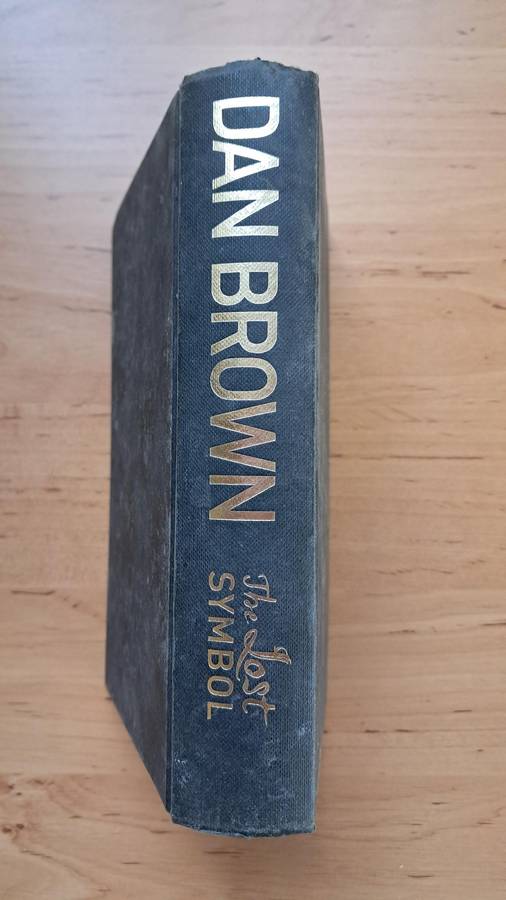 DAN BROWN
The Lost
SYMBOL